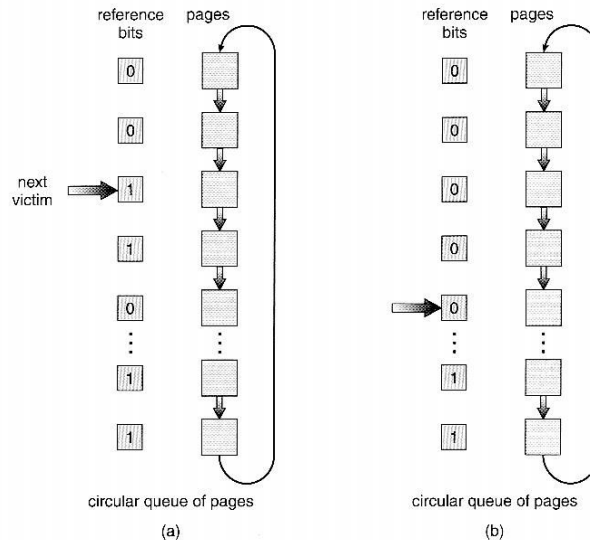 reference bits
pages
0
0
next victim
1
1
0
1
1
circular queue of pages
(a)
reference bits
pages
0
0
0
0
0
1
1
circular queue of pages
(b)